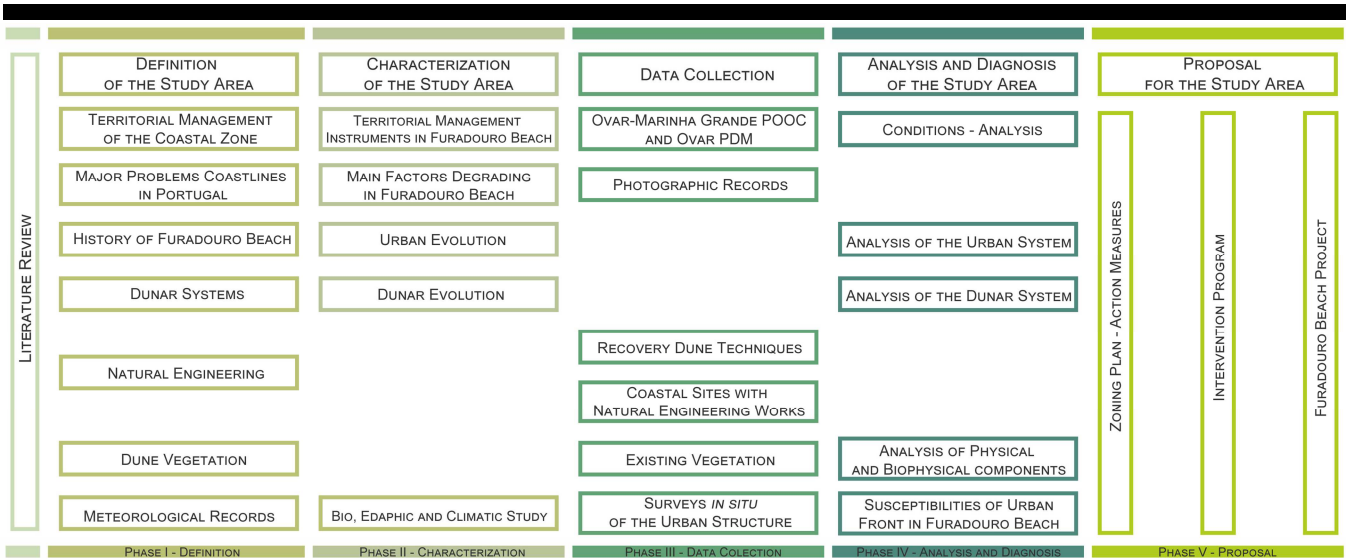 LITERATURE REVIEW
DEFINITION
OF THE STUDY AREA
TERRITORIAL MANAGEMENT
OF THE COASTAL ZONE
MAJOR PROBLEMS COASTLINES
IN PORTUGAL
HISTORY OF FURADOURO BEACH
DUNAR SYSTEMS
NATURAL ENGINEERING
DUNE VEGETATION
METEOROLOGICAL RECORDS
PHASE I - DEFINITION
CHARACTERIZATION
OF THE STUDY AREA
TERRITORIAL MANAGEMENT
INSTRUMENTS IN FURADOURO BEACH
MAIN FACTORS DEGRADING
IN FURADOURO BEACH
URBAN EVOLUTION
DUNAR EVOLUTION
BIO, EDAPHIC AND CLIMATIC STUDY
PHASE II - CHARACTERIZATION
DATA COLLECTION
OVAR-MARINHA GRANDE POOC
AND OVAR PDM
PHOTOGRAPHIC RECORDS
RECOVERY DUNE TECHNIQUES
COASTAL SITES WITH
NATURAL ENGINEERING WORKS
EXISTING VEGETATION
SURVEYS IN SITU
OF THE URBAN STRUCTURE
PHASE III - DATA COLECTION
ANALYSIS AND DIAGNOSIS
OF THE STUDY AREA
CONDITIONS - ANALYSIS
ANALYSIS OF THE URBAN SYSTEM
ANALYSIS OF THE DUNAR SYSTEM
ANALYSIS OF PHYSICAL
AND BIOPHYSICAL COMPONENTS
SUSCEPTIBILITIES OF URBAN
FRONT IN FURADOURO BEACH
PHASE IV - ANALYSIS AND DIAGNOSIS
PROPOSAL
FOR THE STUDY AREA
ZONING PLAN - ACTION MEASURES
INTERVENTION PROGRAM
FURADOURO BEACH PROJECT
PHASE V - PROPOSAL